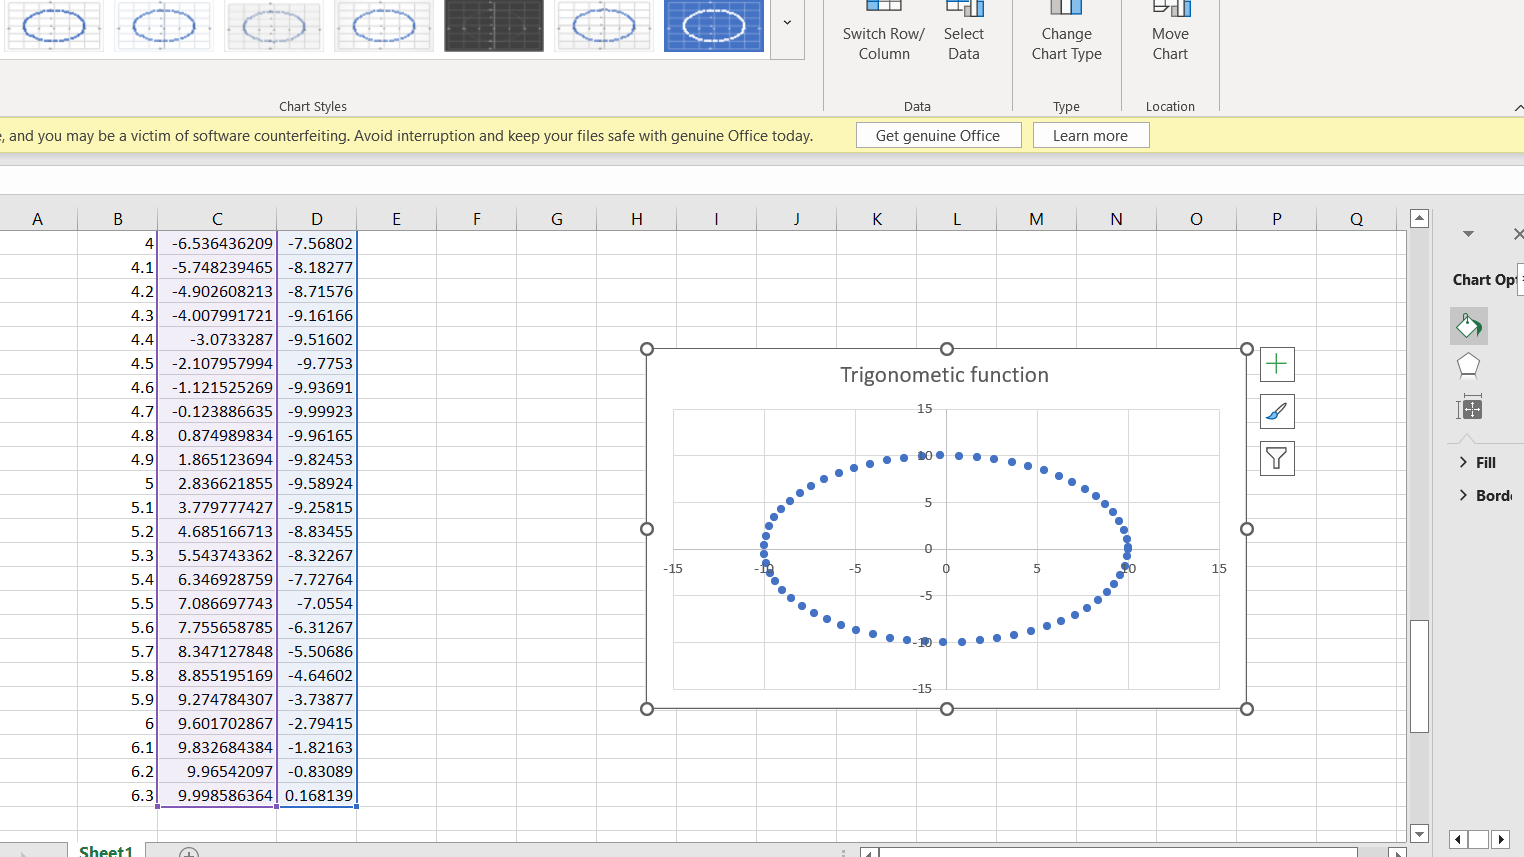 Switch Row/
Column
Select
Data
Change
Chart Type
Move
Chart
Chart Styles
Data
Type
Location
, and you may be a victim of software counterfeiting. Avoid interruption and keep your files safe with genuine Office today.
Get genuine Office
Learn more
A B C D E F G H I J K L M N O P Q
4 -6.536436209 -7.56802
4.1 -5.748239465 -8.18277
4.2 -4.902608213 -8.71576
4.3 -4.007991721 -9.16166
4.4 -3.0733287 -9.51602
4.5 -2.107957994 -9.7753
4.6 -1.121525269 -9.93691
4.7 -0.123886635 -9.99923
4.8 0.874989834 -9.96165
4.9 1.865123694 -9.82453
5 2.836621855 -9.58924
5.1 3.779777427 -9.25815
5.2 4.685166713 -8.83455
5.3 5.543743362 -8.32267
5.4 6.346928759 -7.72764
5.5 7.086697743 -7.0554
5.6 7.755658785 -6.31267
5.7 8.347127848 -5.50686
5.8 8.855195169 -4.64602
5.9 9.274784307 -3.73877
6 9.601702867 -2.79415
6.1 9.832684384 -1.82163
6.2 9.96542097 -0.83089
6.3 9.998586364 0.168139
Trigonometic function
15
10
5
0
-15 -10 -5 0 5 10 15
-5
-10
-15
Chart Opt
Fill
Borde
Sheet1